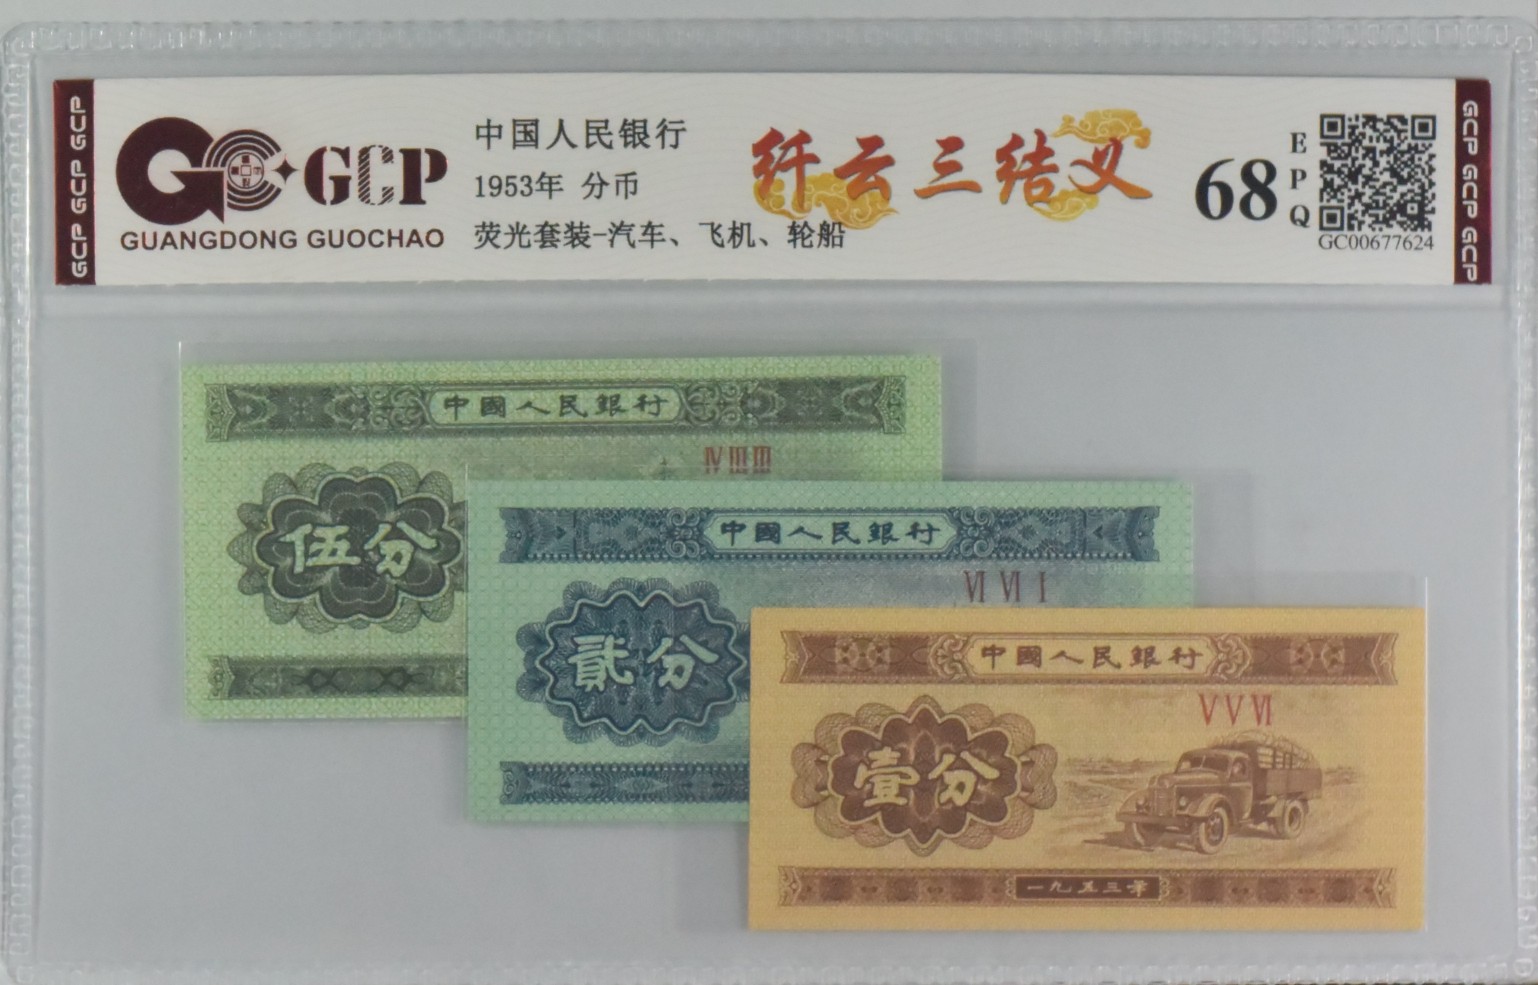 GCP GCP GCP
GCP
GUANGDONG GUOCHAO
中国人民银行
1953年 分币
荧光套装-汽车、飞机、轮船
纤云三结义
68
EPQ
GC00677624
GCP GCP GCP
中國人民銀行
ⅣⅢⅢ
伍分
中國人民銀行
Ⅵ Ⅵ Ⅰ
貳分
中國人民銀行
Ⅴ Ⅴ Ⅵ
壹分
一九五三年